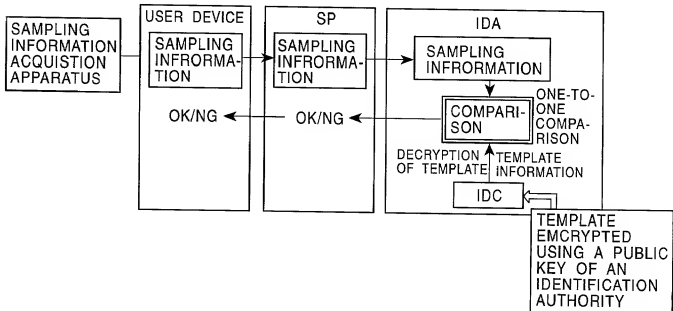 SAMPLING
INFORMATION
ACQUISTION
APPARATUS
USER DEVICE
SAMPLING
INFRORMA-
TION
OK/NG
SP
SAMPLING
INFRORMA-
TION
OK/NG
IDA
SAMPLING
INFRORMATION
COMPARI-
SON
ONE-TO-
ONE
COMPA-
RISON
DECRYPTION
OF TEMPLATE
TEMPLATE
INFORMATION
IDC
TEMPLATE
EMCRYPTED
USING A PUBLIC
KEY OF AN
IDENTIFICATION
AUTHORITY